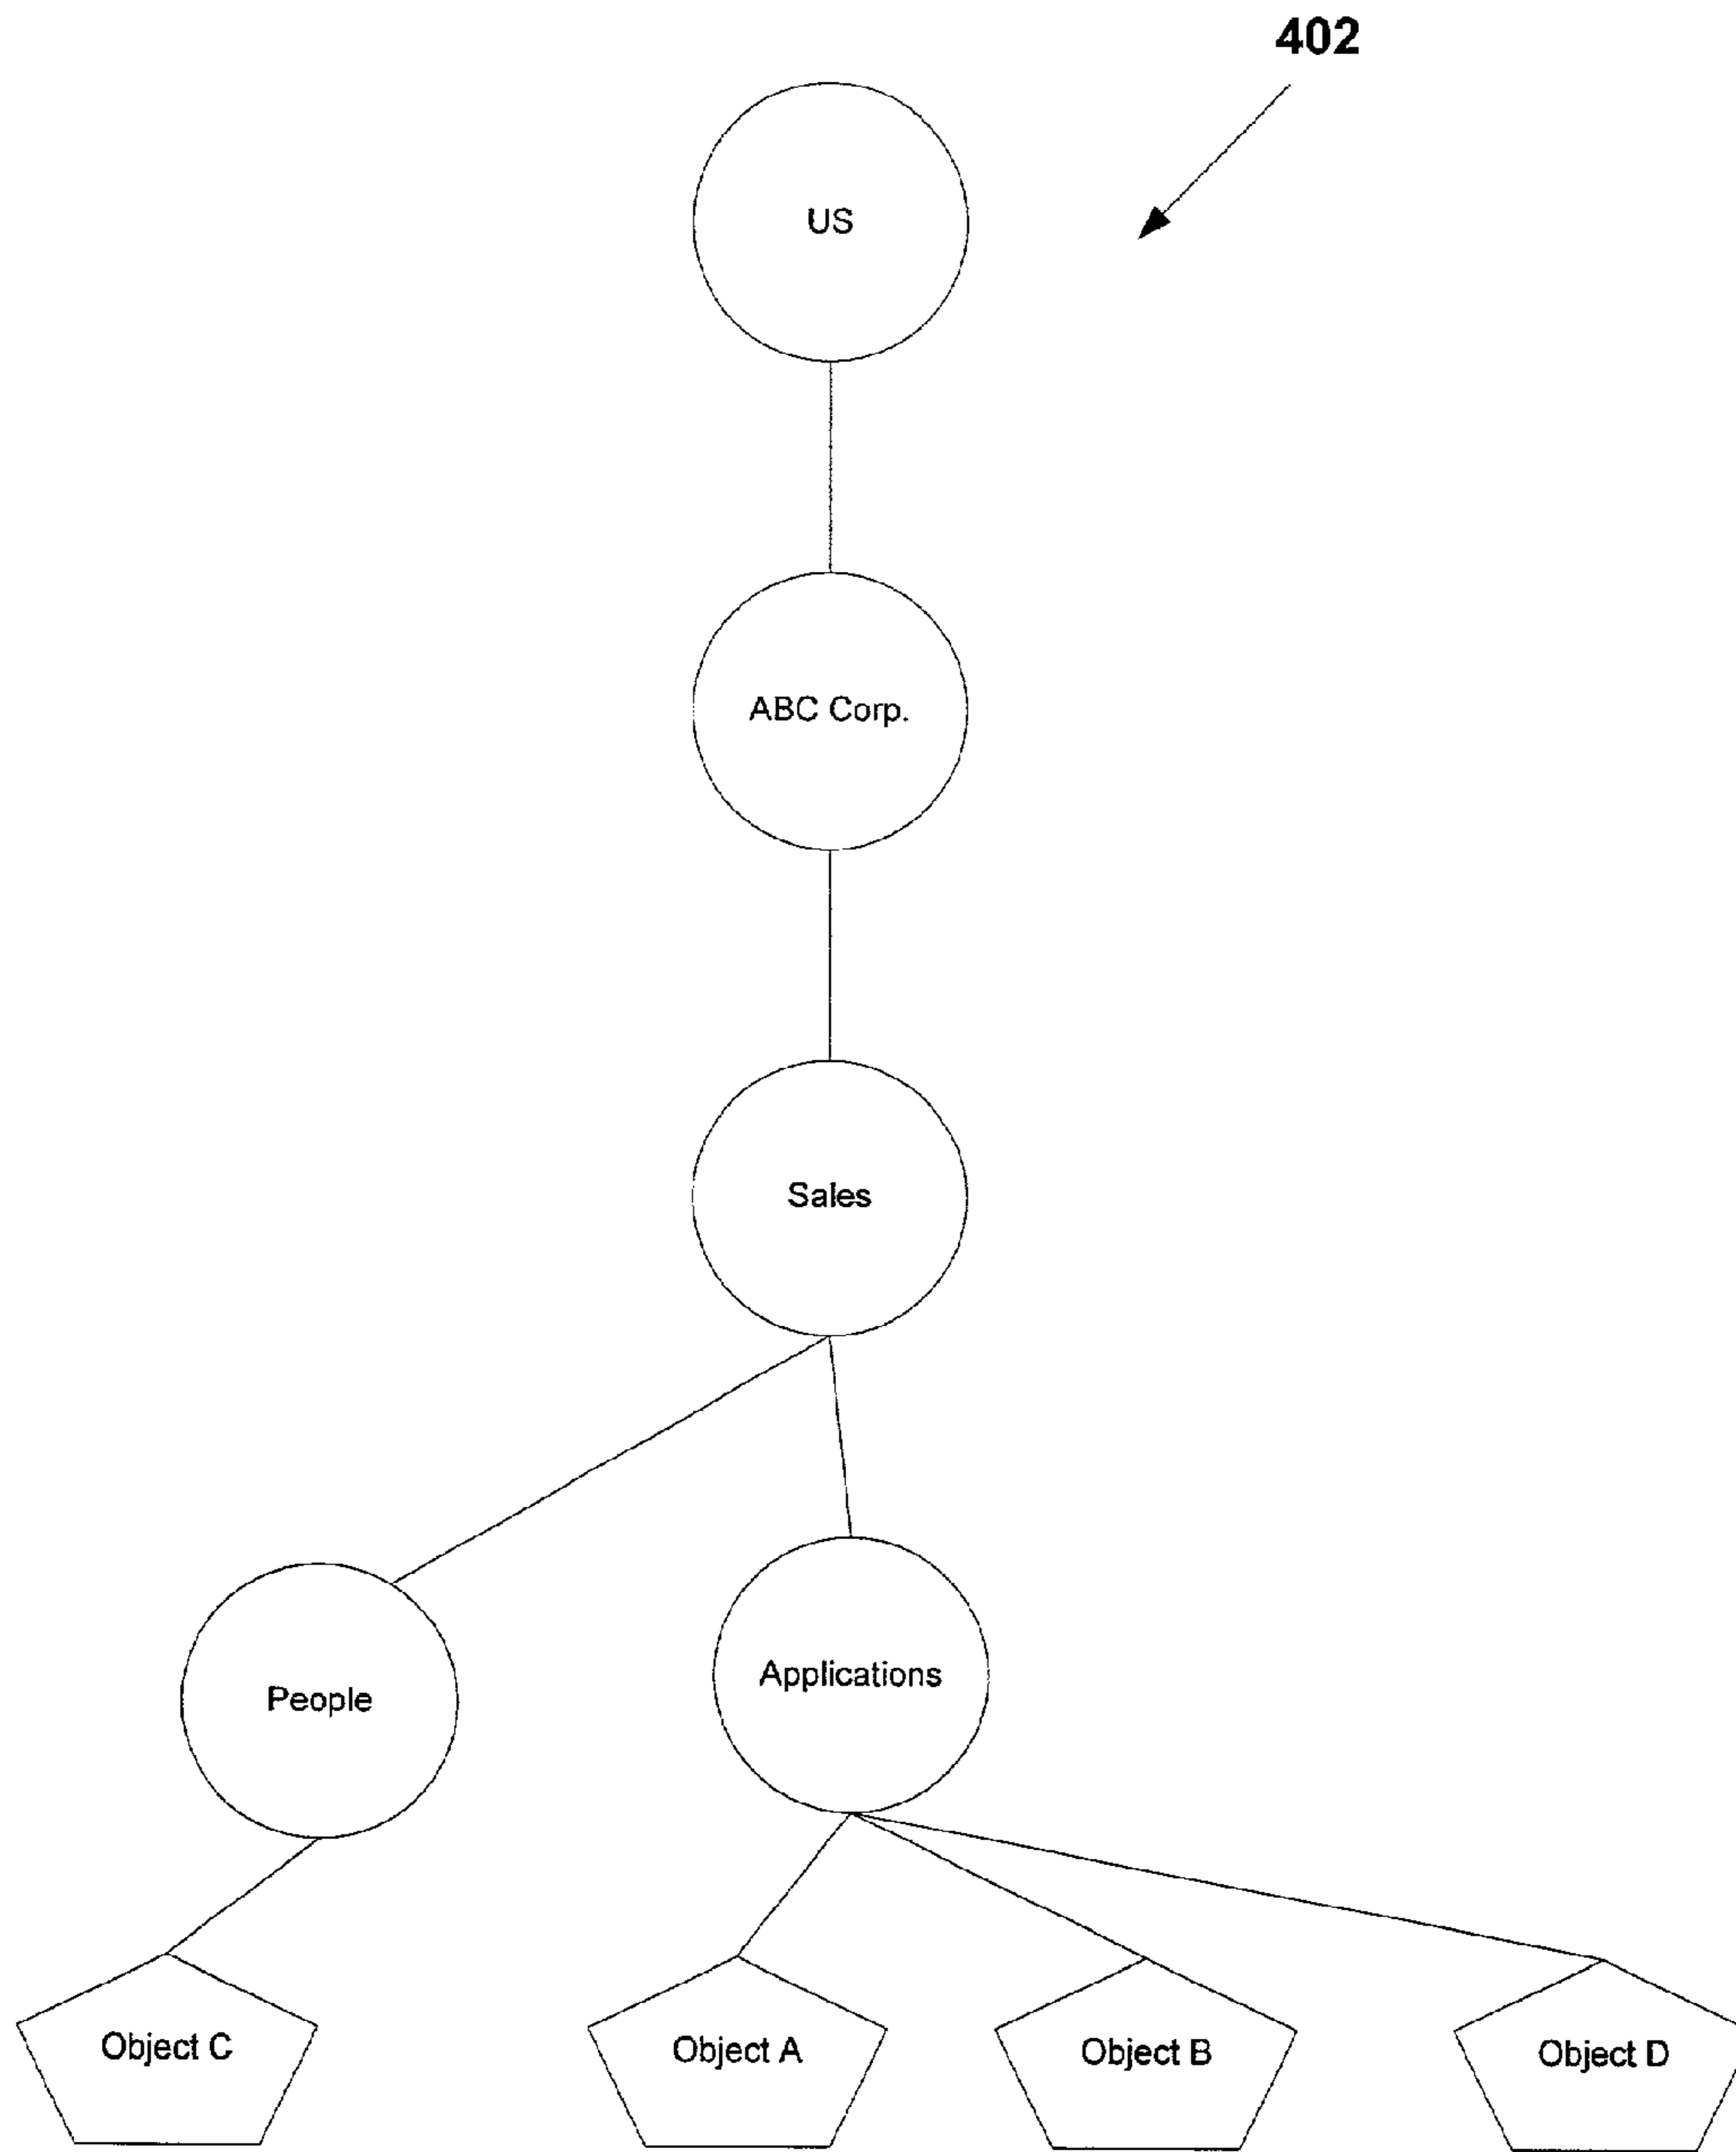 402
US
ABC Corp.
Sales
People
Applications
Object C
Object A
Object B
Object D